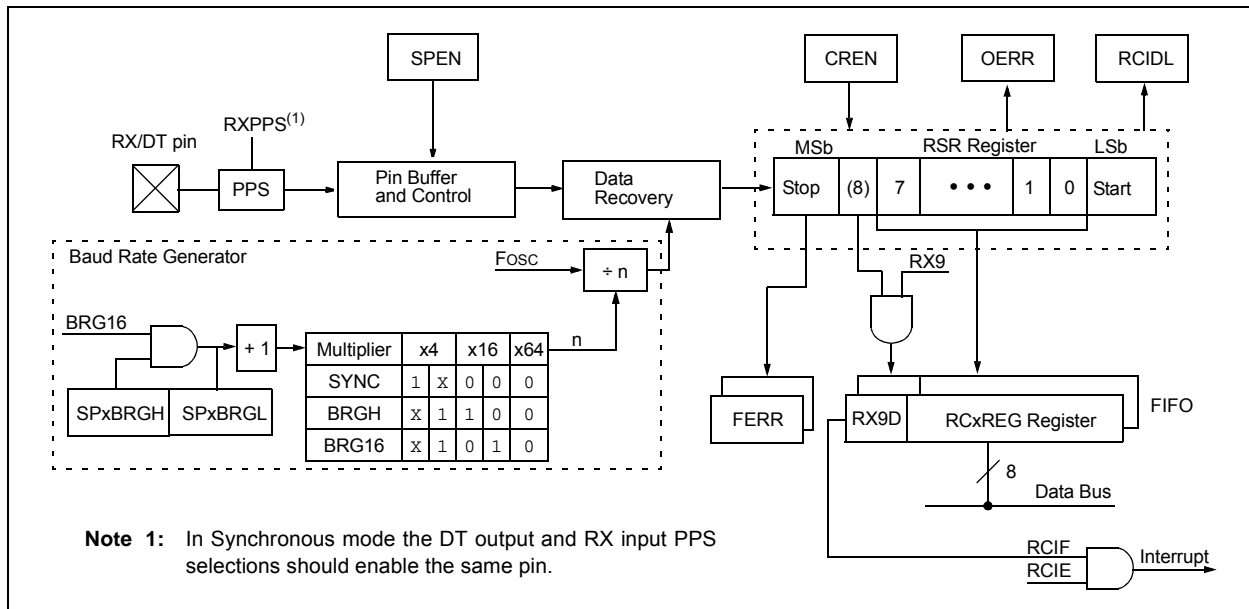 SPEN
CREN
OERR
RCIDL
RXPPS(1)
RX/DT pin
PPS
Pin Buffer
and Control
Data
Recovery
MSb
RSR Register
LSb
Stop
(8)
7
• • •
1
0
Start
Baud Rate Generator
FOSC
÷ n
RX9
BRG16
+ 1
n
Multiplier x4 x16 x64
SYNC 1 X 0 0 0
BRGH X 1 1 0 0
BRG16 X 1 0 1 0
SPxBRGH
SPxBRGL
FERR
RX9D
RCxREG Register
FIFO
8
Data Bus
Note 1: In Synchronous mode the DT output and RX input PPS
selections should enable the same pin.
RCIF
RCIE
Interrupt